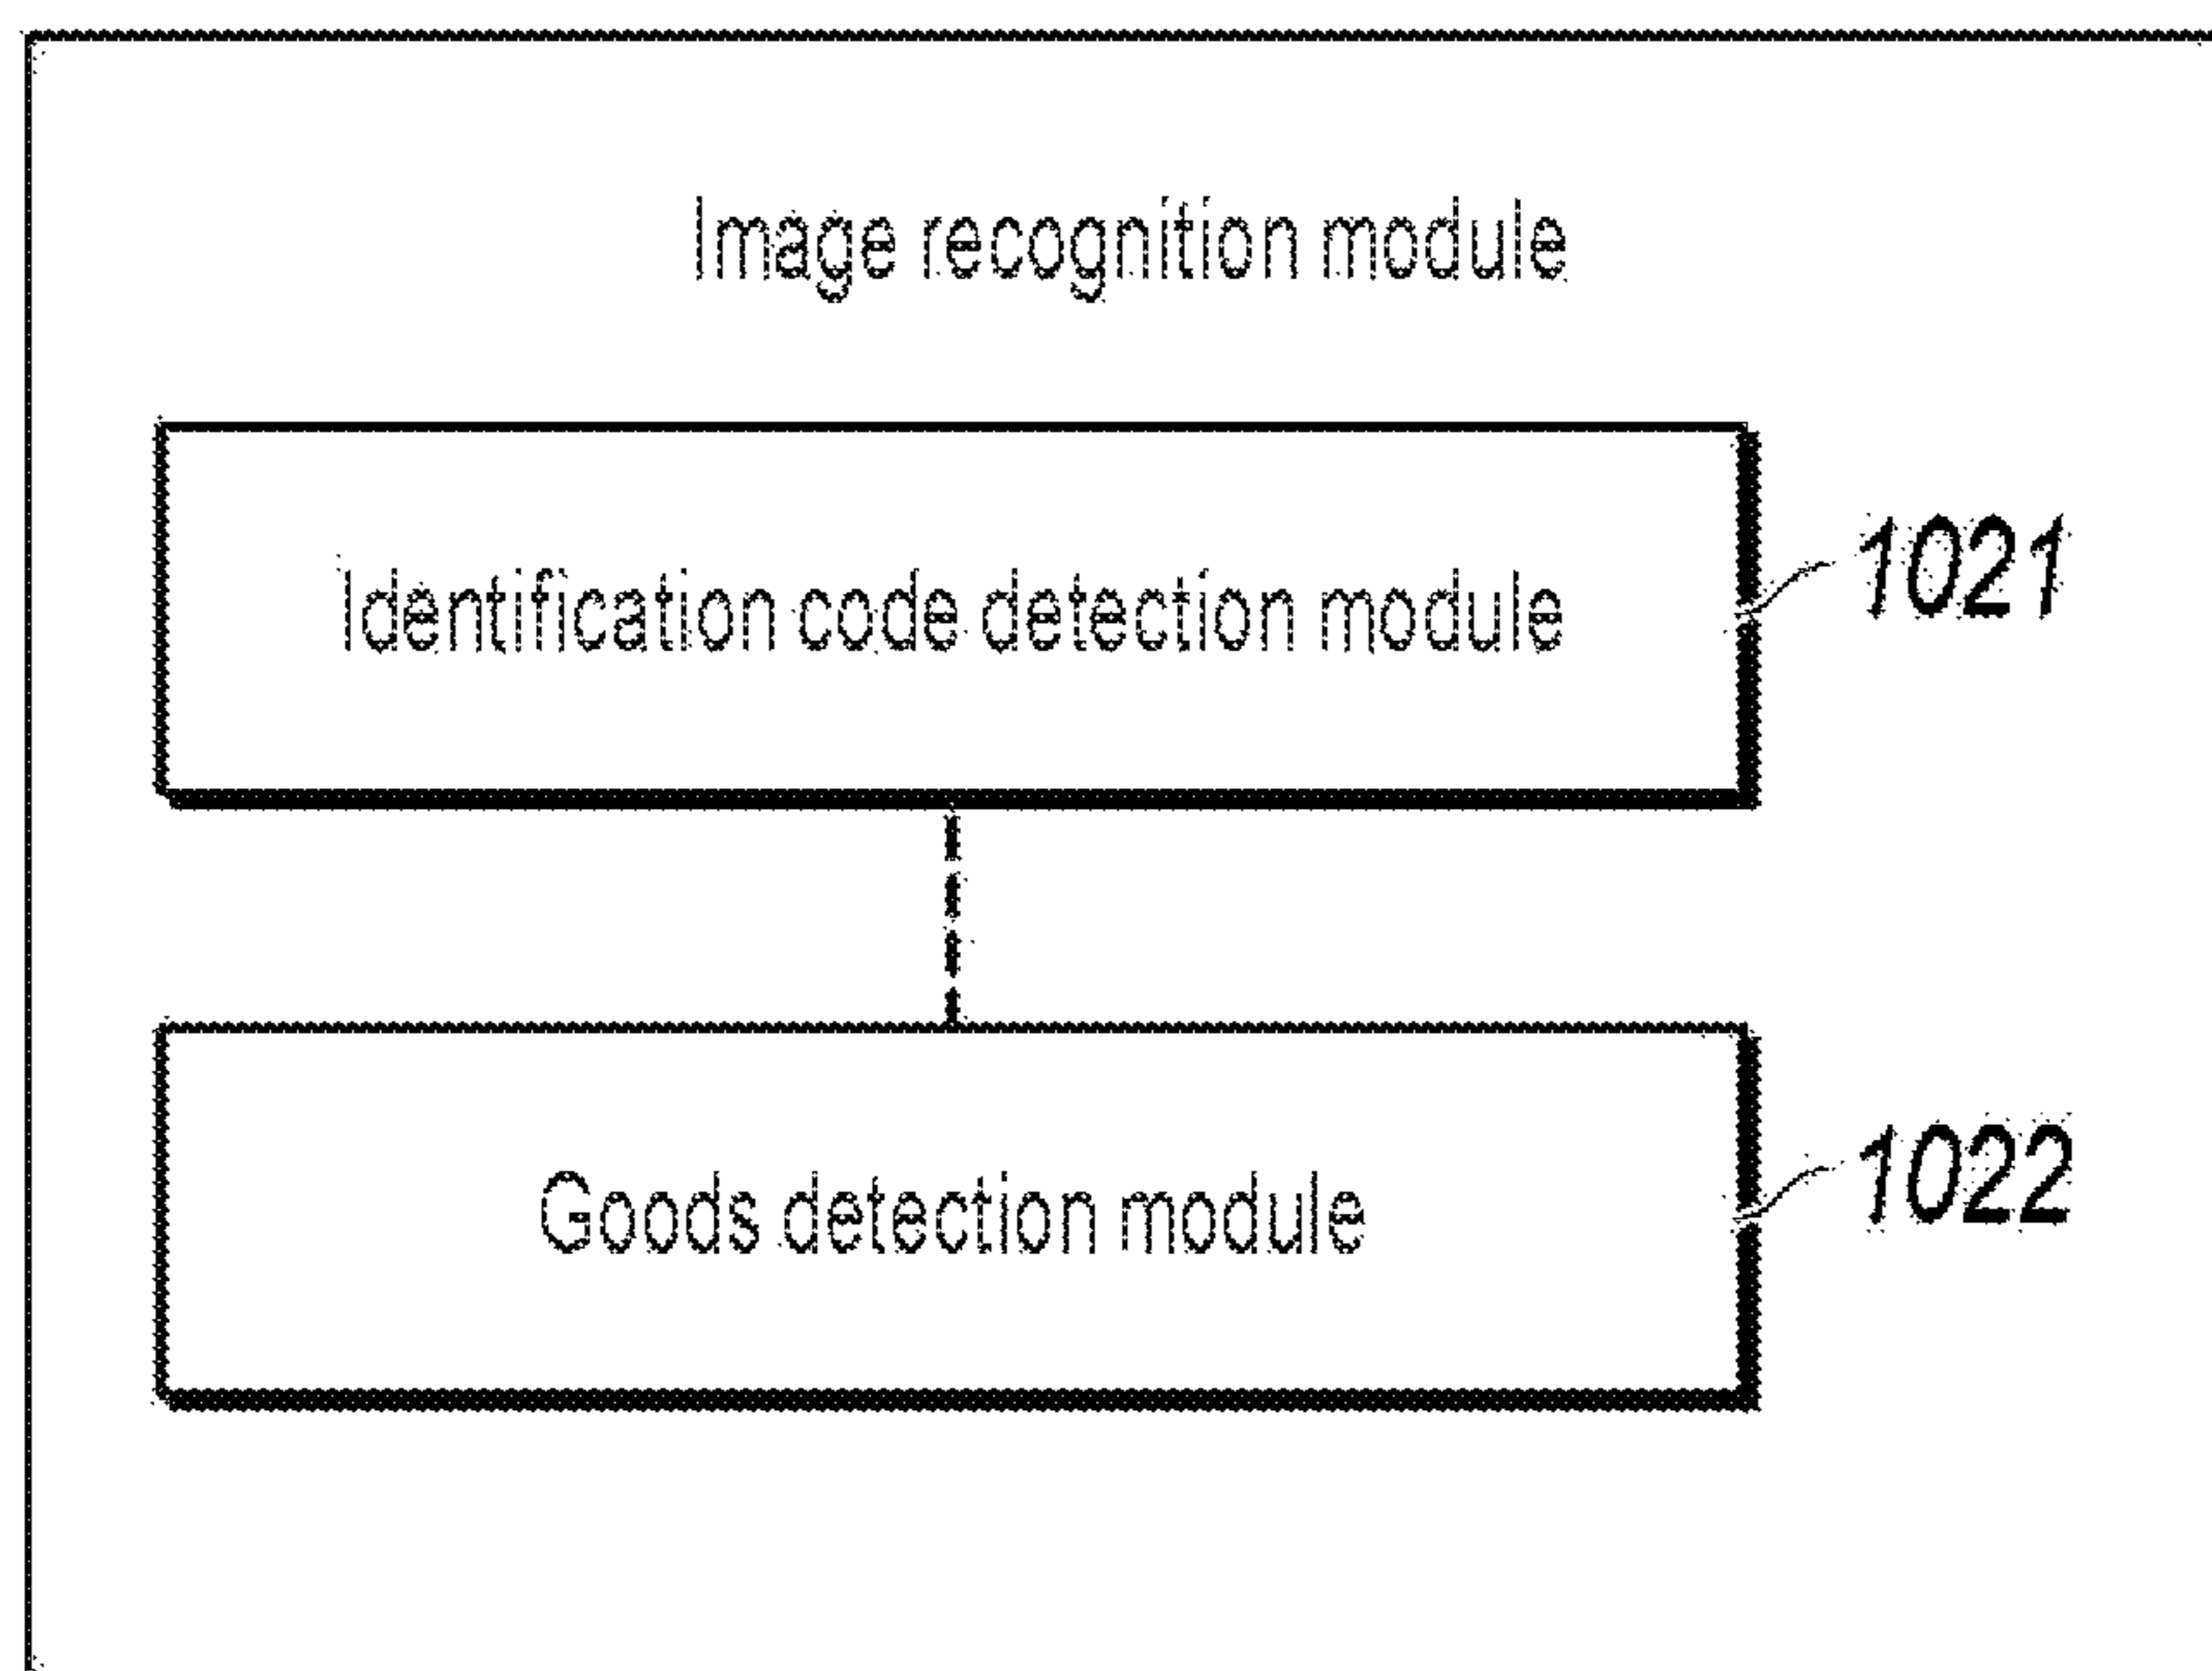 Image recognition module
Identification code detection module
1021
Goods detection module
1022